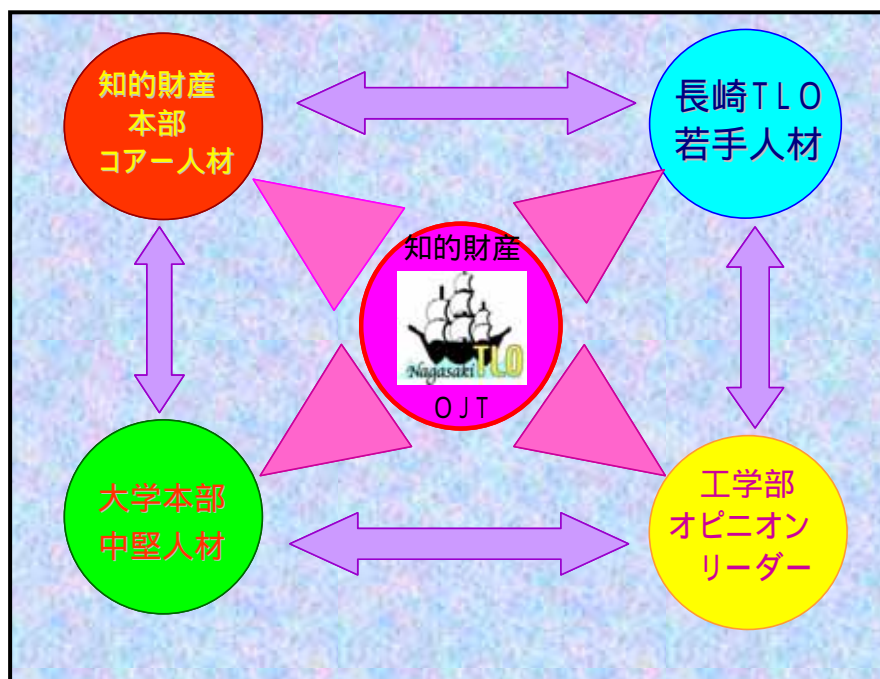 知的財産
本部
コアー人材
長崎TLO
若手人材
知的財産
Nagasaki TLO
OJT
大学本部
中堅人材
工学部
オピニオン
リーダー